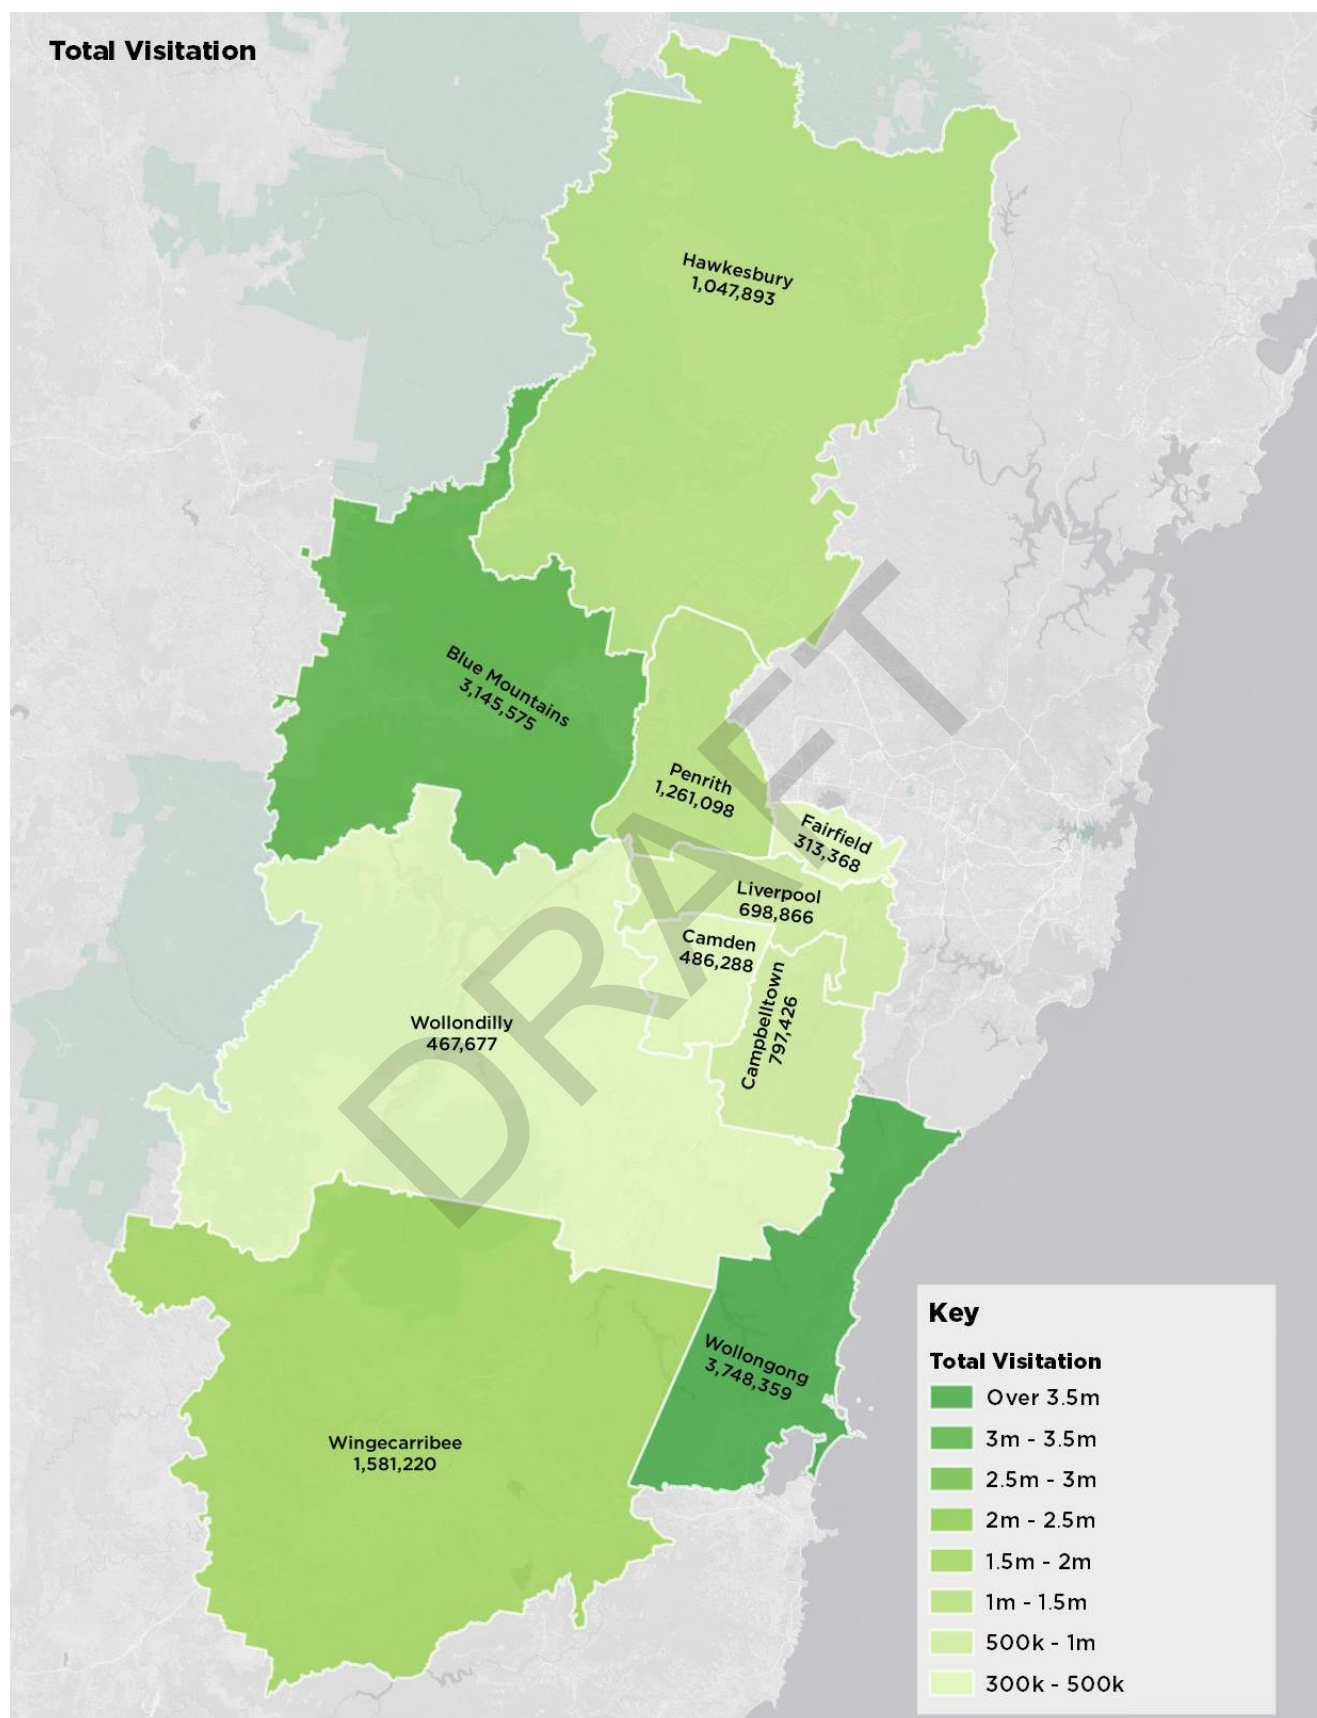 Total Visitation
Hawkesbury
1,047,893
Blue Mountains
3,145,575
Penrith
1,261,098
Fairfield
313,368
Liverpool
698,866
Camden
486,288
Campbelltown
797,426
Wollondilly
467,677
DRAFT
Wollongong
3,748,359
Wingecarribee
1,581,220
Key
Total Visitation
Over 3.5m
3m - 3.5m
2.5m - 3m
2m - 2.5m
1.5m - 2m
1m - 1.5m
500k - 1m
300k - 500k